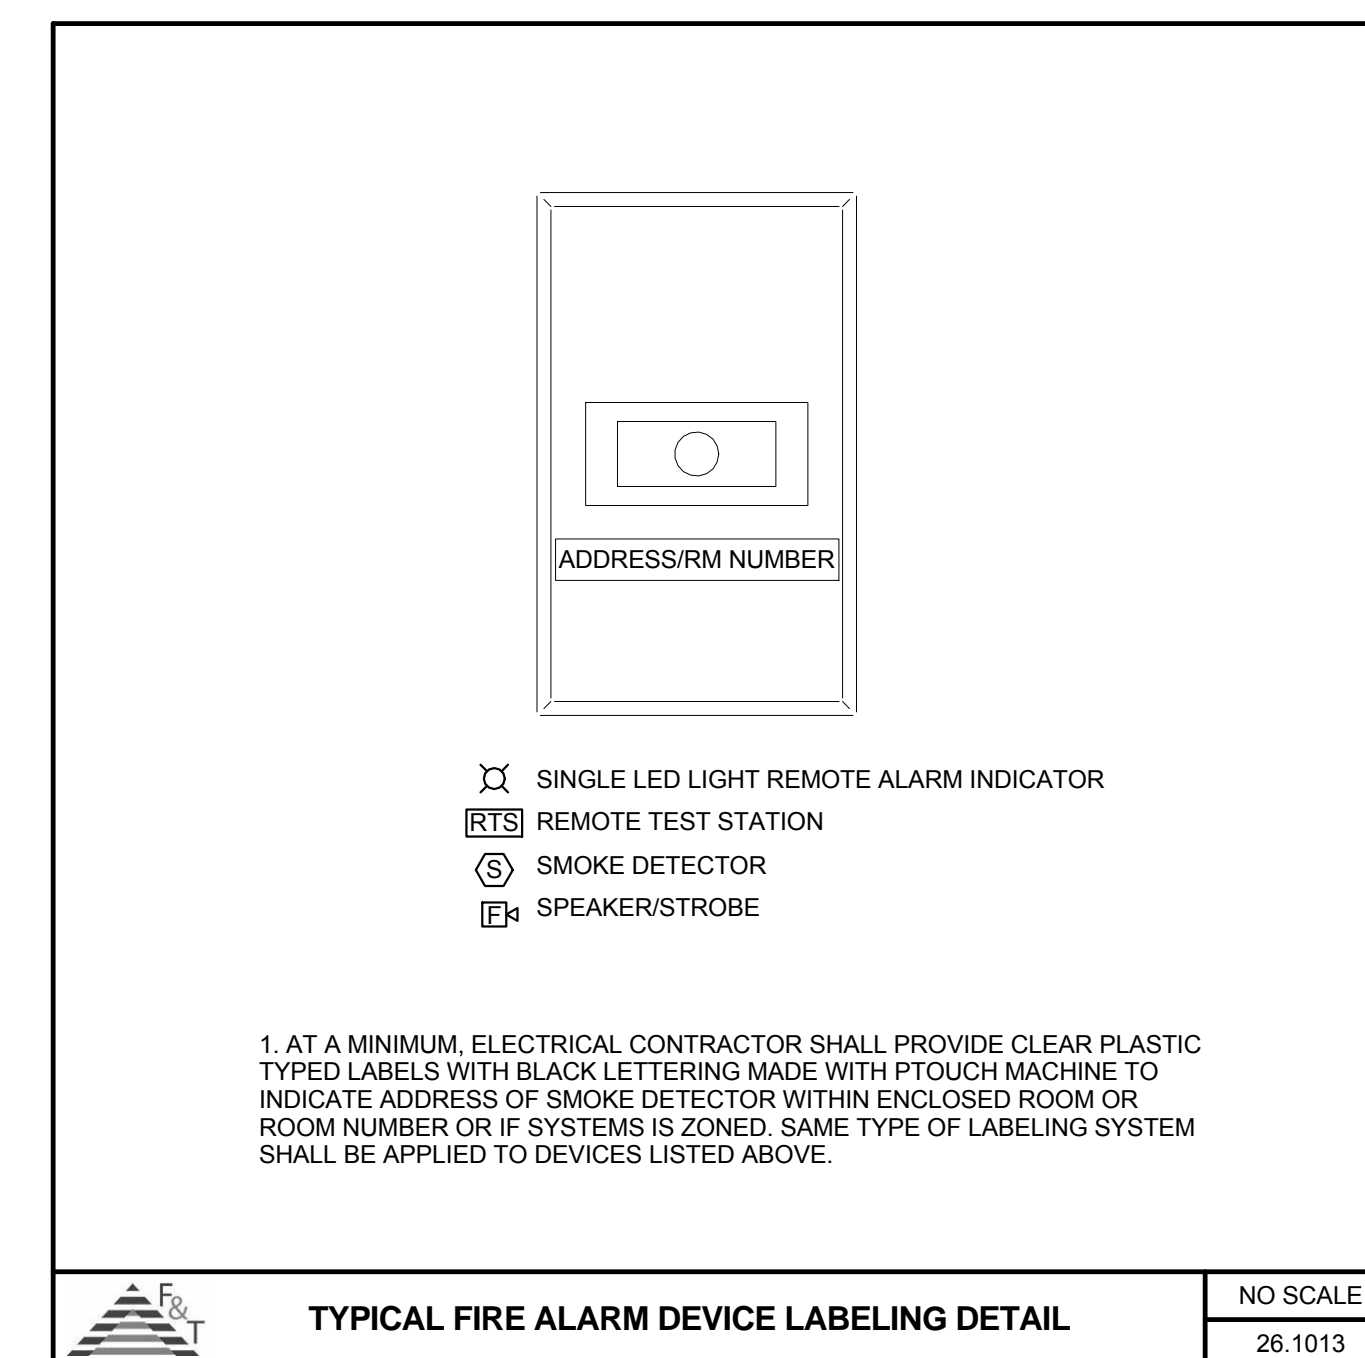 ADDRESS/RM NUMBER
SINGLE LED LIGHT REMOTE ALARM INDICATOR
RTS REMOTE TEST STATION
S SMOKE DETECTOR
F SPEAKER/STROBE
1. AT A MINIMUM, ELECTRICAL CONTRACTOR SHALL PROVIDE CLEAR PLASTIC
TYPED LABELS WITH BLACK LETTERING MADE WITH PTOUCH MACHINE TO
INDICATE ADDRESS OF SMOKE DETECTOR WITHIN ENCLOSED ROOM OR
ROOM NUMBER OR IF SYSTEMS IS ZONED. SAME TYPE OF LABELING SYSTEM
SHALL BE APPLIED TO DEVICES LISTED ABOVE.
F&T
TYPICAL FIRE ALARM DEVICE LABELING DETAIL
NO SCALE
26.1013